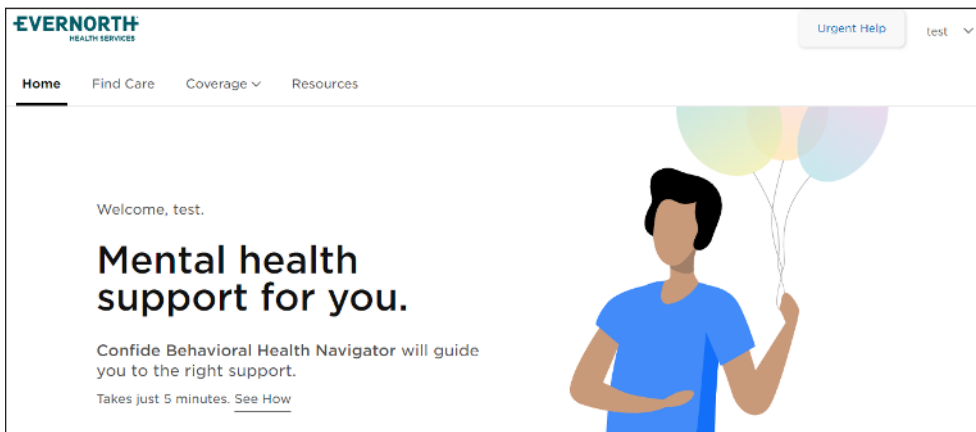 EVERNORTH
HEALTH SERVICES
Urgent Help
test
Home
Find Care
Coverage
Resources
Welcome, test.
Mental health
support for you.
Confide Behavioral Health Navigator will guide
you to the right support.
Takes just 5 minutes. See How